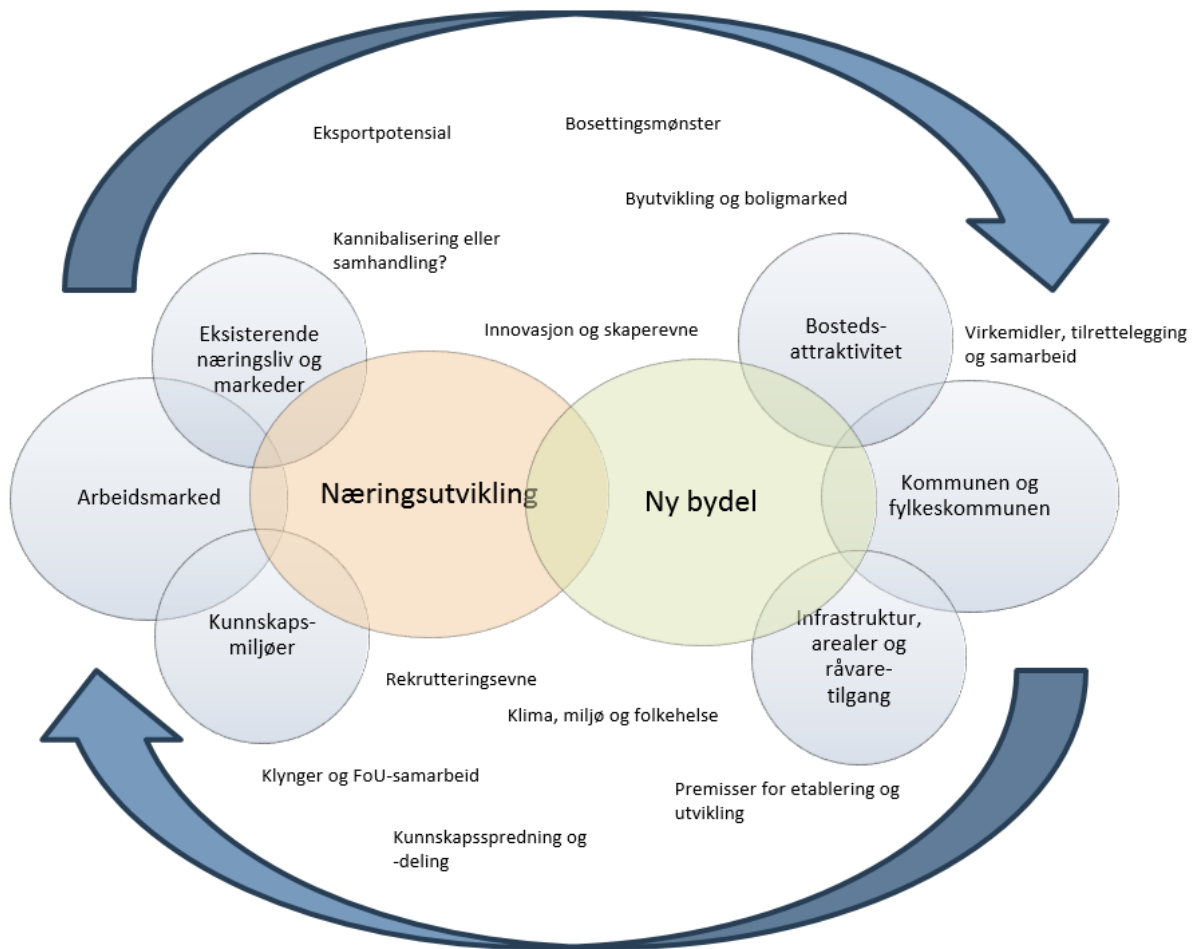 Eksportpotensial
Bosettingsmønster
Byutvikling og boligmarked
Kannibalisering eller
samhandling?
Innovasjon og skaperevne
Eksisterende
næringsliv og
markeder
Bosteds-
attraktivitet
Virkemidler, tilrettelegging
og samarbeid
Arbeidsmarked
Næringsutvikling
Ny bydel
Kommunen og
fylkeskommunen
Kunnskaps-
miljøer
Infrastruktur,
arealer og
råvare-
tilgang
Rekrutteringsevne
Klima, miljø og folkehelse
Klynger og FoU-samarbeid
Premisser for etablering og
utvikling
Kunnskapsspredning og
-deling